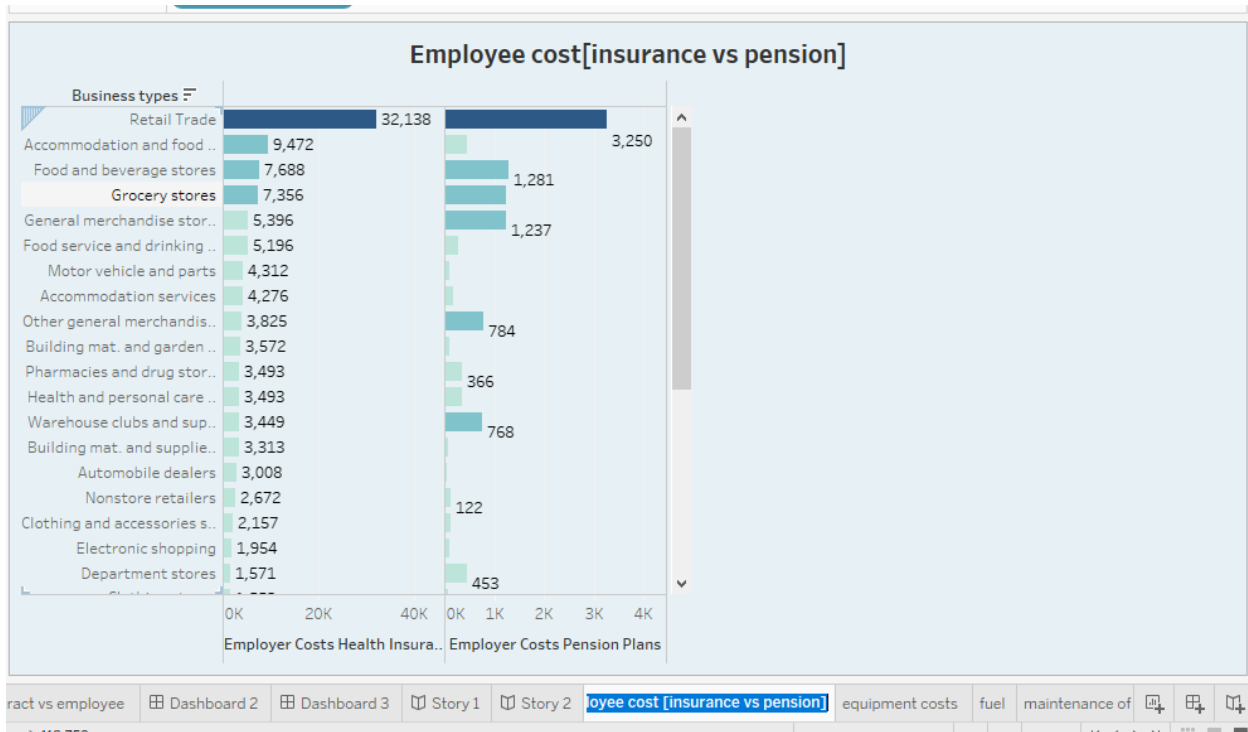 Employee cost[insurance vs pension]
Business types
Retail Trade 32,138 3,250
Accommodation and food .. 9,472
Food and beverage stores 7,688 1,281
Grocery stores 7,356
General merchandise stor.. 5,396 1,237
Food service and drinking .. 5,196
Motor vehicle and parts 4,312
Accommodation services 4,276
Other general merchandis.. 3,825 784
Building mat. and garden .. 3,572
Pharmacies and drug stor.. 3,493 366
Health and personal care .. 3,493
Warehouse clubs and sup.. 3,449 768
Building mat. and supplie.. 3,313
Automobile dealers 3,008
Nonstore retailers 2,672 122
Clothing and accessories s.. 2,157
Electronic shopping 1,954
Department stores 1,571 453
0K 20K 40K 0K 1K 2K 3K 4K
Employer Costs Health Insura.. Employer Costs Pension Plans
ract vs employee Dashboard 2 Dashboard 3 Story 1 Story 2 loyee cost [insurance vs pension] equipment costs fuel maintenance of